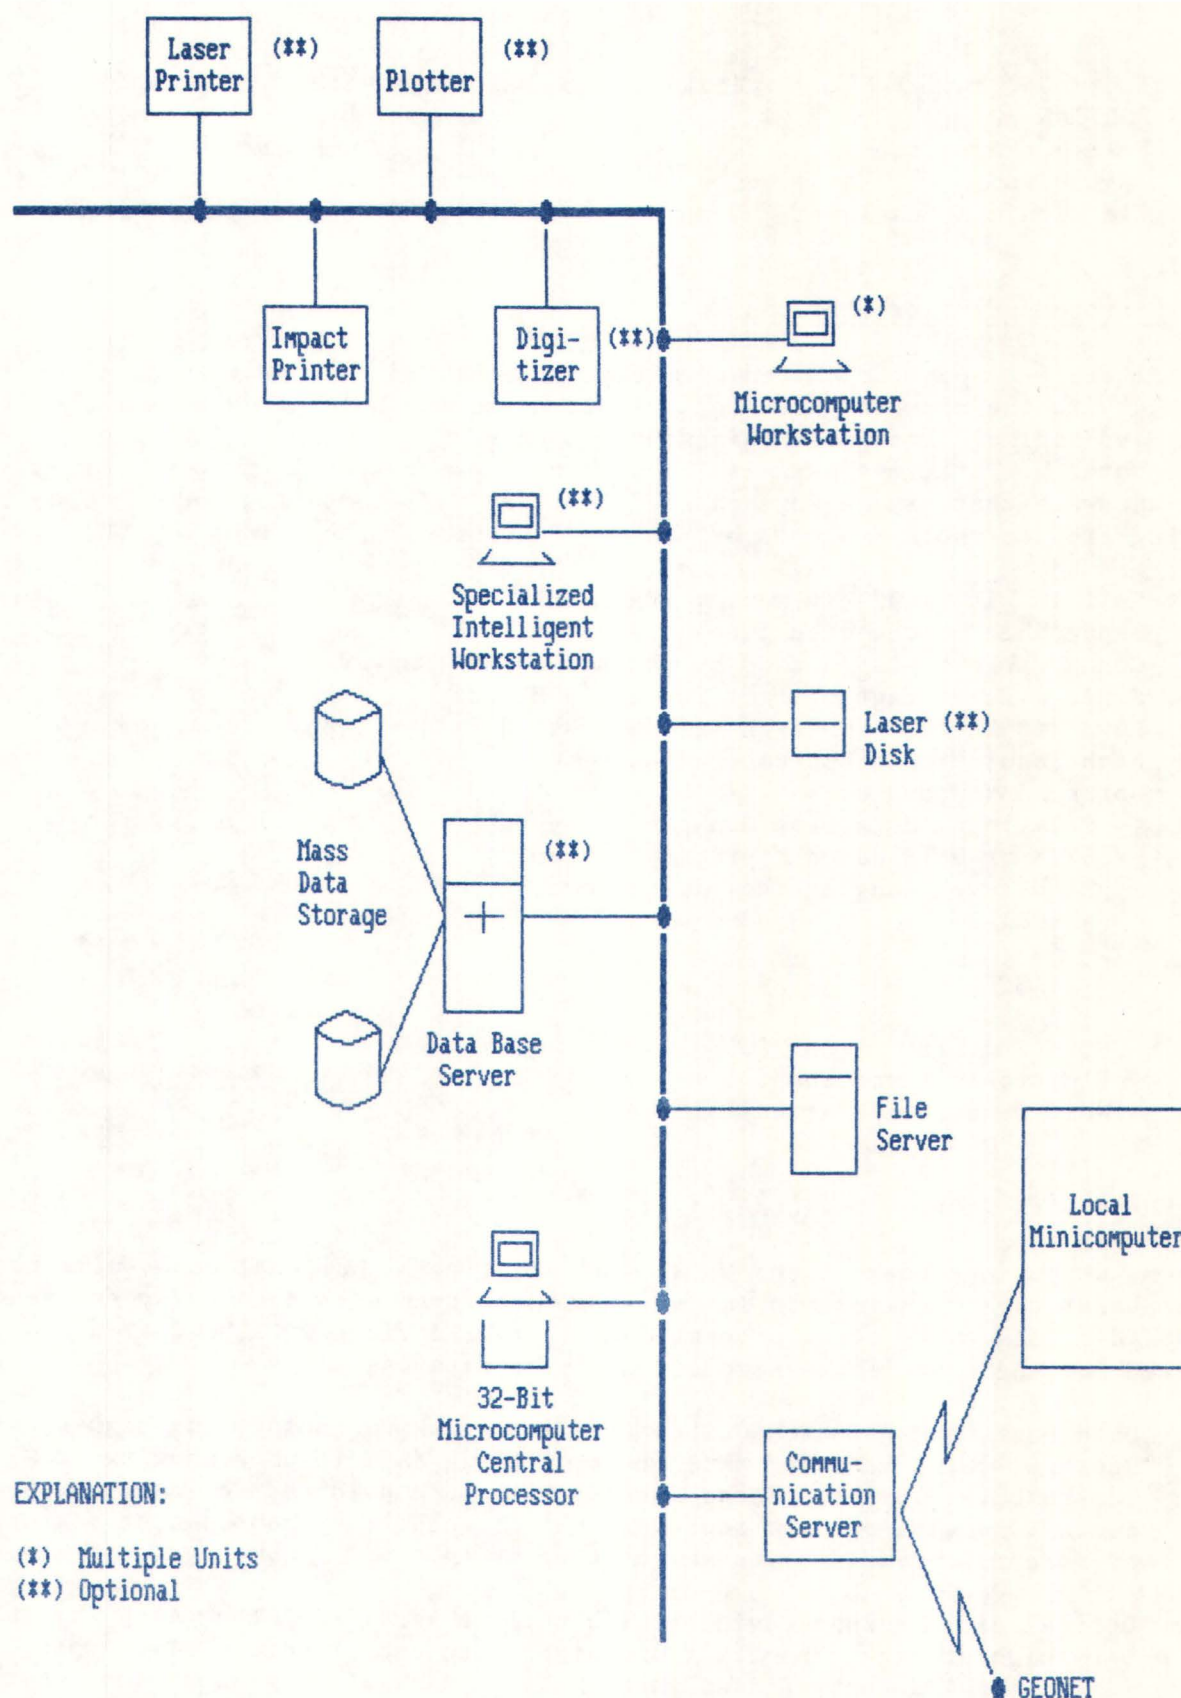 Laser
Printer
(**)
Plotter
(**)
Impact
Printer
Digi-
tizer
(**)
(*)
Microcomputer
Workstation
(**)
Specialized
Intelligent
Workstation
Laser (**)
Disk
Mass
Data
Storage
(**)
Data Base
Server
File
Server
Local
Minicomputer
32-Bit
Microcomputer
Central
Processor
Commu-
nication
Server
EXPLANATION:
(*) Multiple Units
(**) Optional
GEONET